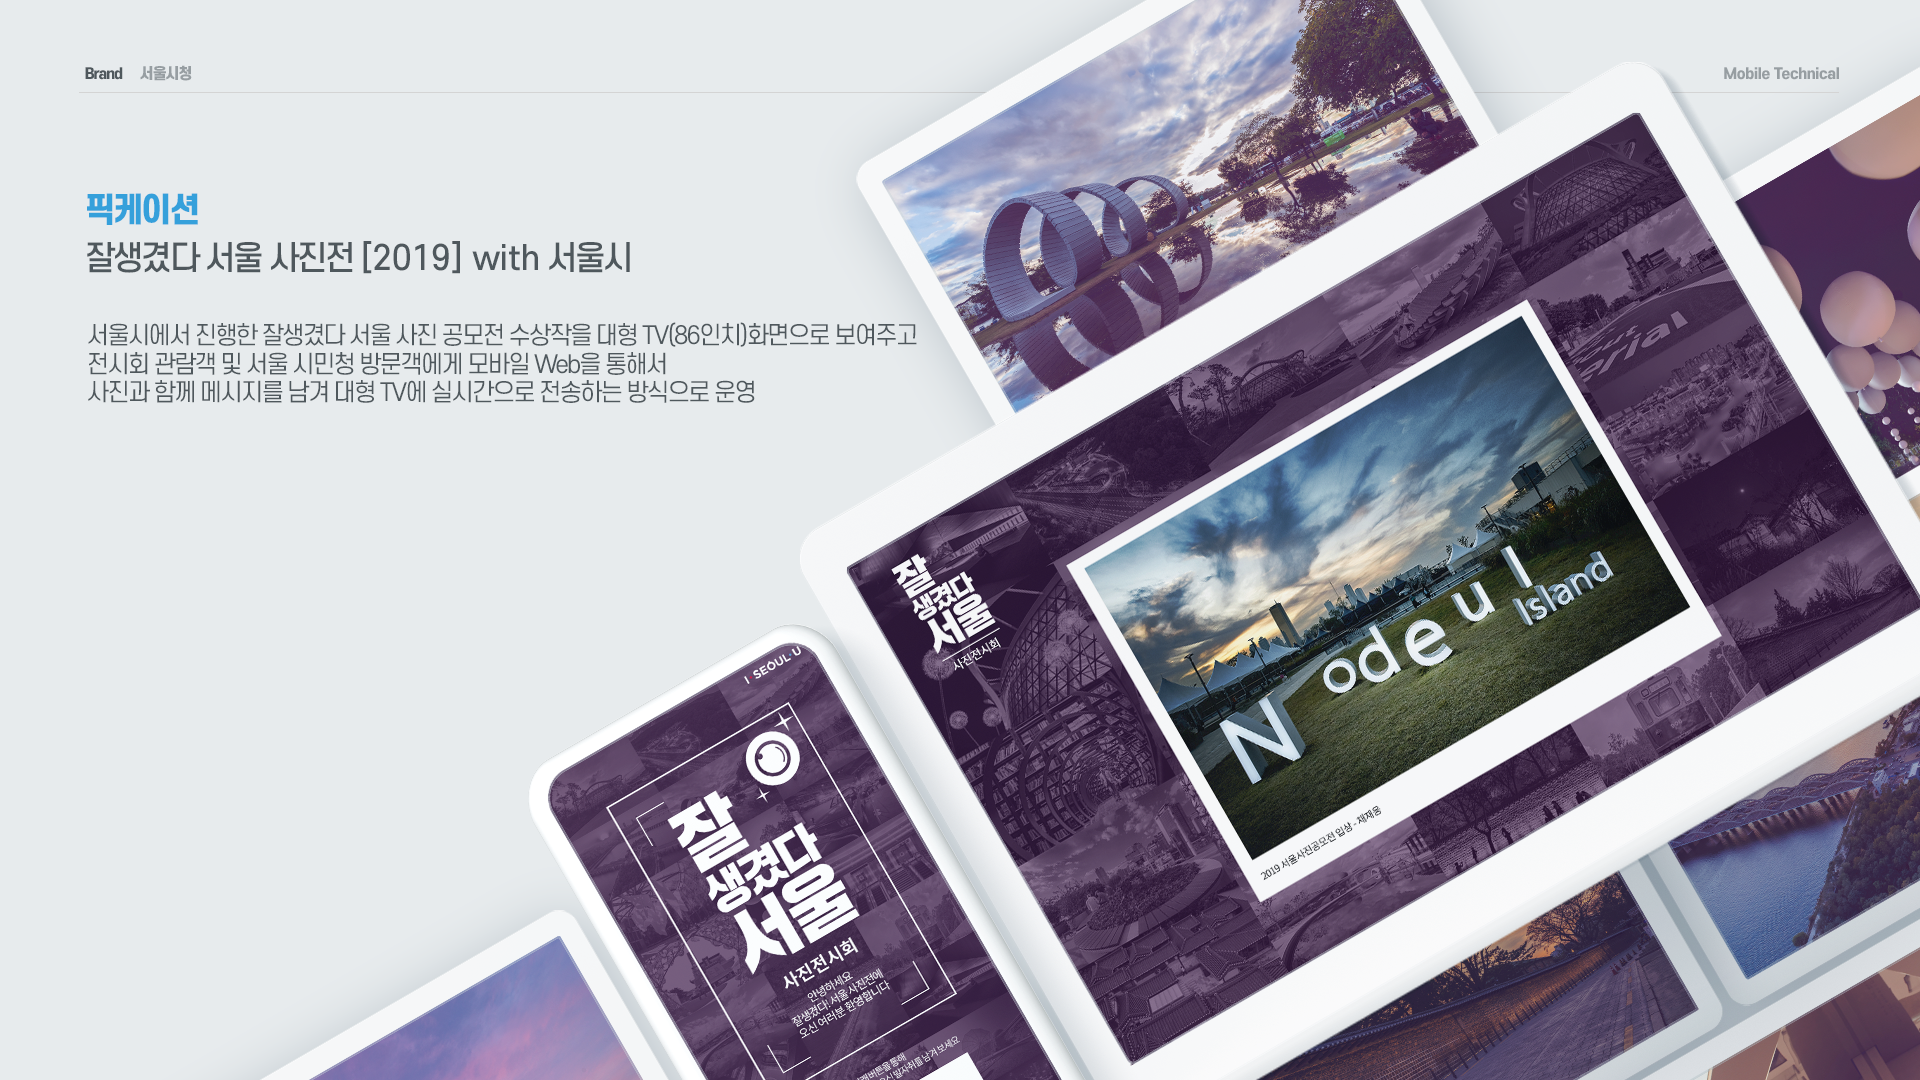 Brand 서울시청
Mobile Technical
픽케이션
잘생겼다 서울 사진전 [2019] with 서울시
서울시에서 진행한 잘생겼다 서울 사진 공모전 수상작을 대형 TV(86인치)화면으로 보여주고
전시회 관람객 및 서울 시민청 방문객에게 모바일 Web을 통해서
사진과 함께 메시지를 남겨 대형 TV에 실시간으로 전송하는 방식으로 운영
잘
생겼다
서울
사진전시회
Nodeul
Island
2019 서울사진공모전 입상 - 채재웅
I·SEOUL·U
잘
생겼다
서울
사진전시회
안녕하세요
잘생겼다! 서울 사진전에
오신 여러분 환영합니다